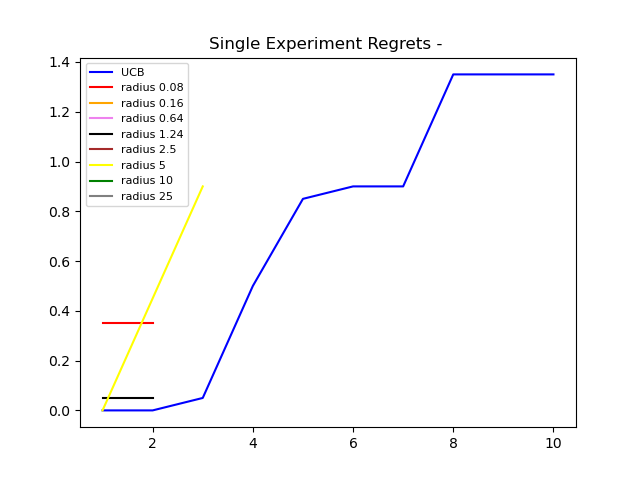 Single Experiment Regrets -
1.4
1.2
1.0
0.8
0.6
0.4
0.2
0.0
UCB
radius 0.08
radius 0.16
radius 0.64
radius 1.24
radius 2.5
radius 5
radius 10
radius 25
2 4 6 8 10